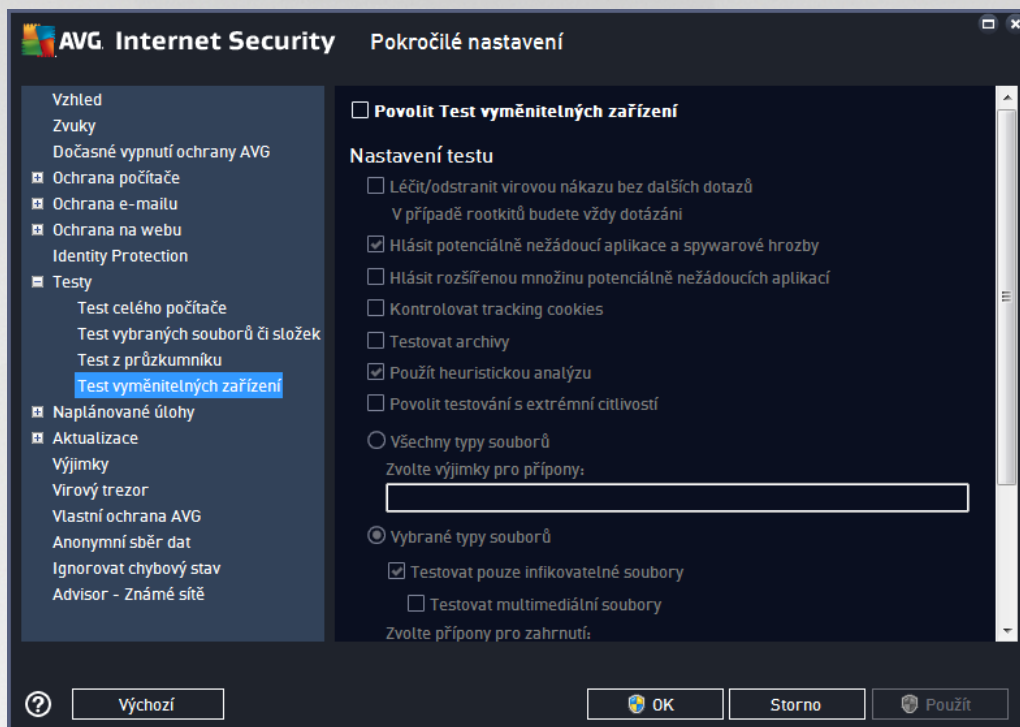 AVG. Internet Security Pokročilé nastavení
Vzhled
Zvuky
Dočasné vypnutí ochrany AVG
Ochrana počítače
Ochrana e-mailu
Ochrana na webu
Identity Protection
Testy
Test celého počítače
Test vybraných souborů či složek
Test z průzkumníku
Test vyměnitelných zařízení
Naplánované úlohy
Aktualizace
Výjimky
Virový trezor
Vlastní ochrana AVG
Anonymní sběr dat
Ignorovat chybový stav
Advisor - Známé sítě
Povolit Test vyměnitelných zařízení
Nastavení testu
Léčit/odstranit virovou nákazu bez dalších dotazů
V případě rootkitů budete vždy dotázáni
Hlásit potenciálně nežádoucí aplikace a spywarové hrozby
Hlásit rozšířenou množinu potenciálně nežádoucích aplikací
Kontrolovat tracking cookies
Testovat archivy
Použít heuristickou analýzu
Povolit testování s extrémní citlivostí
Všechny typy souborů
Zvolte výjimky pro přípony:
Vybrané typy souborů
Testovat pouze infikovatelné soubory
Testovat multimediální soubory
Zvolte přípony pro zahrnutí:
Výchozí
OK
Storno
Použít